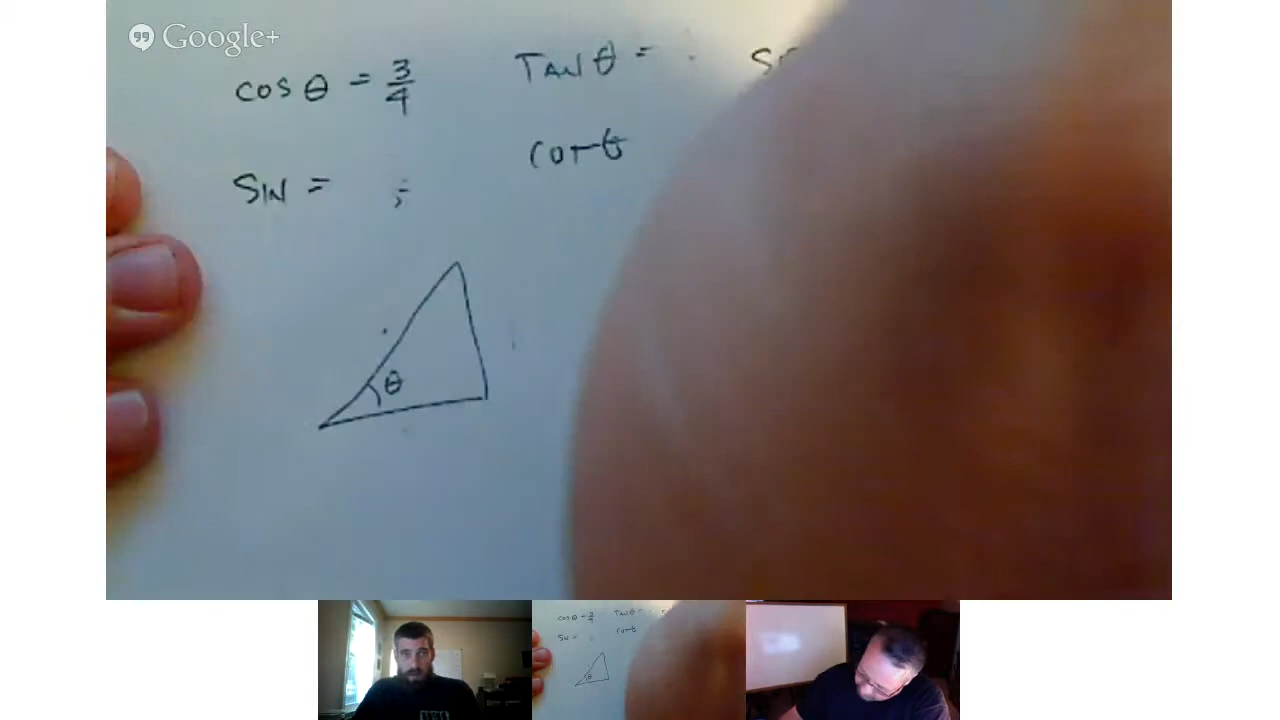 Google+
cos θ = 3/4
TAN θ =
SIN =
COT θ
θ